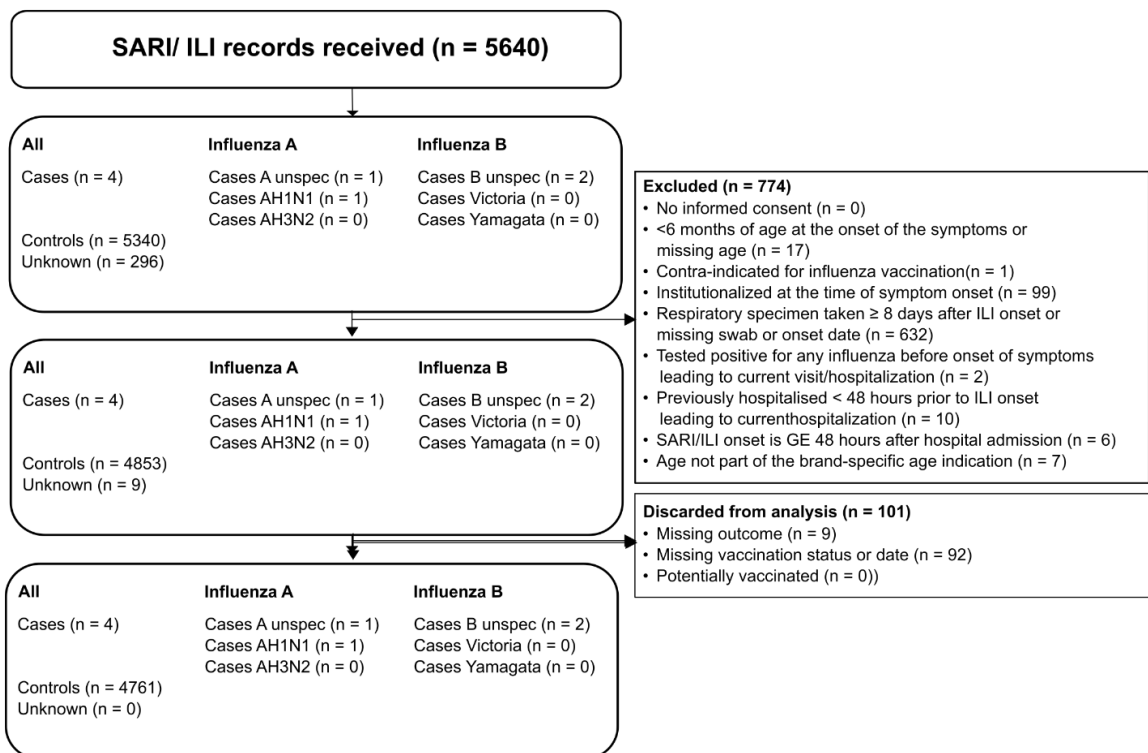 SARI/ ILI records received (n = 5640)
All
Influenza A
Influenza B
Cases (n = 4)
Cases A unspec (n = 1)
Cases B unspec (n = 2)
Cases AH1N1 (n = 1)
Cases Victoria (n = 0)
Cases AH3N2 (n = 0)
Cases Yamagata (n = 0)
Controls (n = 5340)
Unknown (n = 296)
Excluded (n = 774)
• No informed consent (n = 0)
• <6 months of age at the onset of the symptoms or
missing age (n = 17)
• Contra-indicated for influenza vaccination(n = 1)
• Institutionalized at the time of symptom onset (n = 99)
• Respiratory specimen taken ≥ 8 days after ILI onset or
missing swab or onset date (n = 632)
• Tested positive for any influenza before onset of symptoms
leading to current visit/hospitalization (n = 2)
• Previously hospitalised < 48 hours prior to ILI onset
leading to currenthospitalization (n = 10)
• SARI/ILI onset is GE 48 hours after hospital admission (n = 6)
• Age not part of the brand-specific age indication (n = 7)
All
Influenza A
Influenza B
Cases (n = 4)
Cases A unspec (n = 1)
Cases B unspec (n = 2)
Cases AH1N1 (n = 1)
Cases Victoria (n = 0)
Cases AH3N2 (n = 0)
Cases Yamagata (n = 0)
Controls (n = 4853)
Unknown (n = 9)
Discarded from analysis (n = 101)
• Missing outcome (n = 9)
• Missing vaccination status or date (n = 92)
• Potentially vaccinated (n = 0))
All
Influenza A
Influenza B
Cases (n = 4)
Cases A unspec (n = 1)
Cases B unspec (n = 2)
Cases AH1N1 (n = 1)
Cases Victoria (n = 0)
Cases AH3N2 (n = 0)
Cases Yamagata (n = 0)
Controls (n = 4761)
Unknown (n = 0)